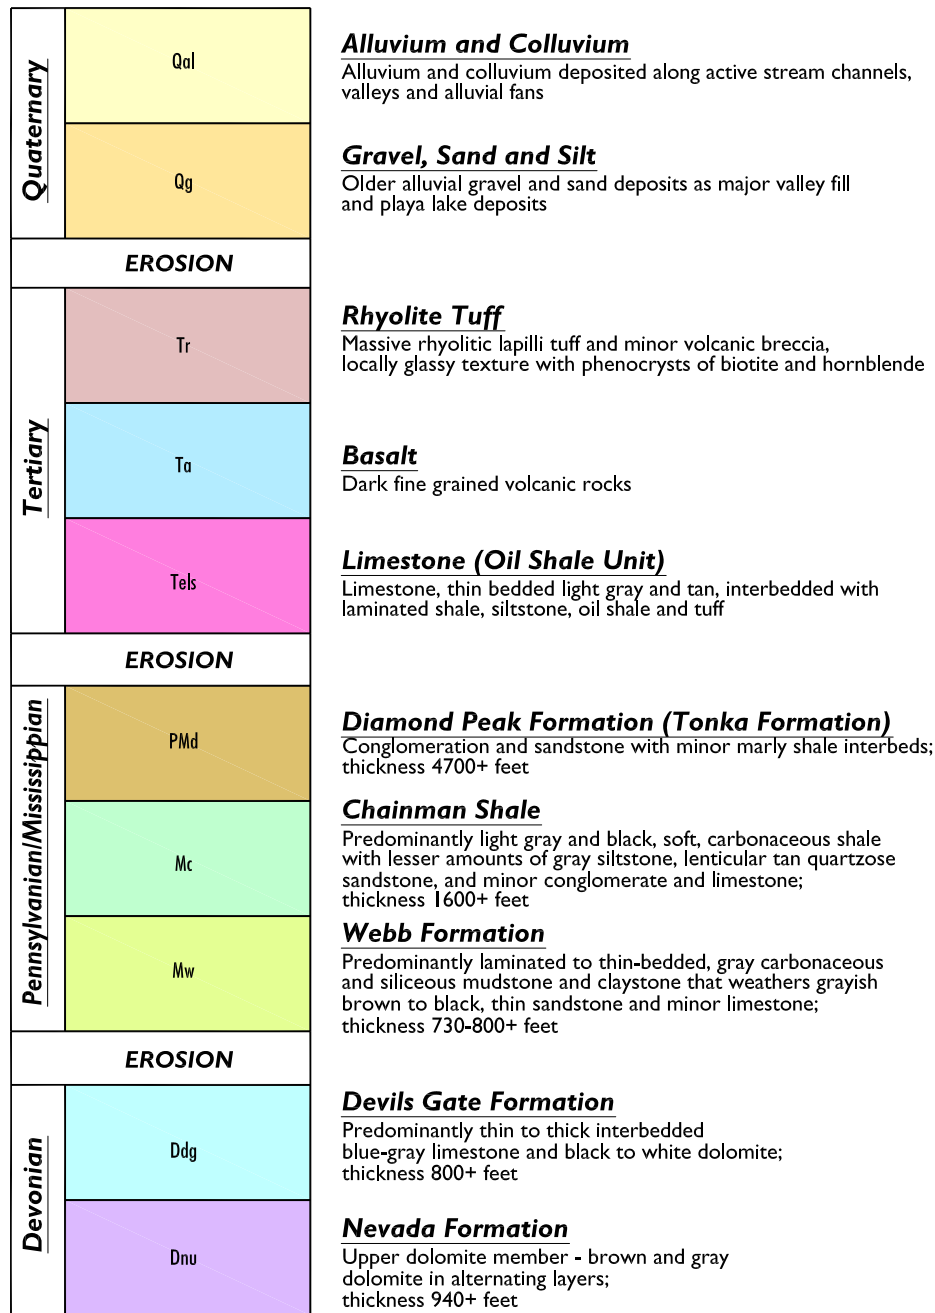 Quaternary
Qal
Alluvium and Colluvium
Alluvium and colluvium deposited along active stream channels,
valleys and alluvial fans
Qg
Gravel, Sand and Silt
Older alluvial gravel and sand deposits as major valley fill
and playa lake deposits
EROSION
Tertiary
Tr
Rhyolite Tuff
Massive rhyolitic lapilli tuff and minor volcanic breccia,
locally glassy texture with phenocrysts of biotite and hornblende
Ta
Basalt
Dark fine grained volcanic rocks
Tels
Limestone (Oil Shale Unit)
Limestone, thin bedded light gray and tan, interbedded with
laminated shale, siltstone, oil shale and tuff
EROSION
Pennsylvanian/Mississippian
PMd
Diamond Peak Formation (Tonka Formation)
Conglomeration and sandstone with minor marly shale interbeds;
thickness 4700+ feet
Mc
Chainman Shale
Predominantly light gray and black, soft, carbonaceous shale
with lesser amounts of gray siltstone, lenticular tan quartzose
sandstone, and minor conglomerate and limestone;
thickness 1600+ feet
Mw
Webb Formation
Predominantly laminated to thin-bedded, gray carbonaceous
and siliceous mudstone and claystone that weathers grayish
brown to black, thin sandstone and minor limestone;
thickness 730-800+ feet
EROSION
Devonian
Ddg
Devils Gate Formation
Predominantly thin to thick interbedded
blue-gray limestone and black to white dolomite;
thickness 800+ feet
Dnu
Nevada Formation
Upper dolomite member - brown and gray
dolomite in alternating layers;
thickness 940+ feet